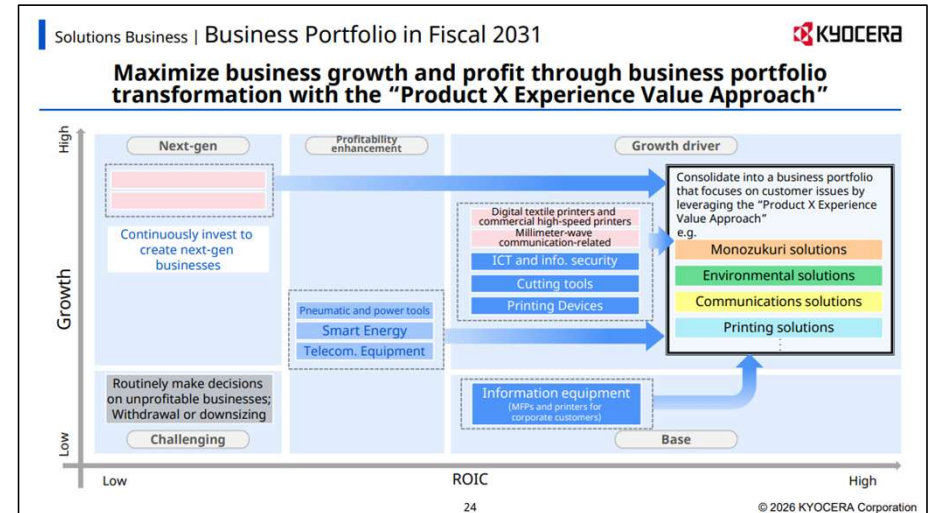 Solutions Business | Business Portfolio in Fiscal 2031
KYOCERA
Maximize business growth and profit through business portfolio
transformation with the “Product X Experience Value Approach”
High
Growth
Low
Next-gen
Continuously invest to
create next-gen
businesses
Routinely make decisions
on unprofitable businesses;
Withdrawal or downsizing
Challenging
Profitability
enhancement
Pneumatic and power tools
Smart Energy
Telecom. Equipment
Growth driver
Digital textile printers and
commercial high-speed printers
Millimeter-wave
communication-related
ICT and info. security
Cutting tools
Printing Devices
Consolidate into a business portfolio
that focuses on customer issues by
leveraging the “Product X Experience
Value Approach”
e.g.
Monozukuri solutions
Environmental solutions
Communications solutions
Printing solutions
⋮
Information equipment
(MFPs and printers for
corporate customers)
Base
Low
ROIC
High
24
© 2026 KYOCERA Corporation